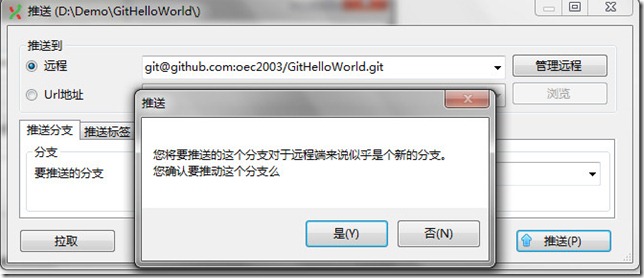 推送 (D:\Demo\GitHelloWorld\)
推送到
远程
git@github.com:oec2003/GitHelloWorld.git
管理远程
Url地址
浏览
推送分支
推送标签
分支
要推送的分支
推送
您将要推送的这个分支对于远程端来说似乎是个新的分支。
您确认要推动这个分支么
是(Y)
否(N)
拉取
推送(P)